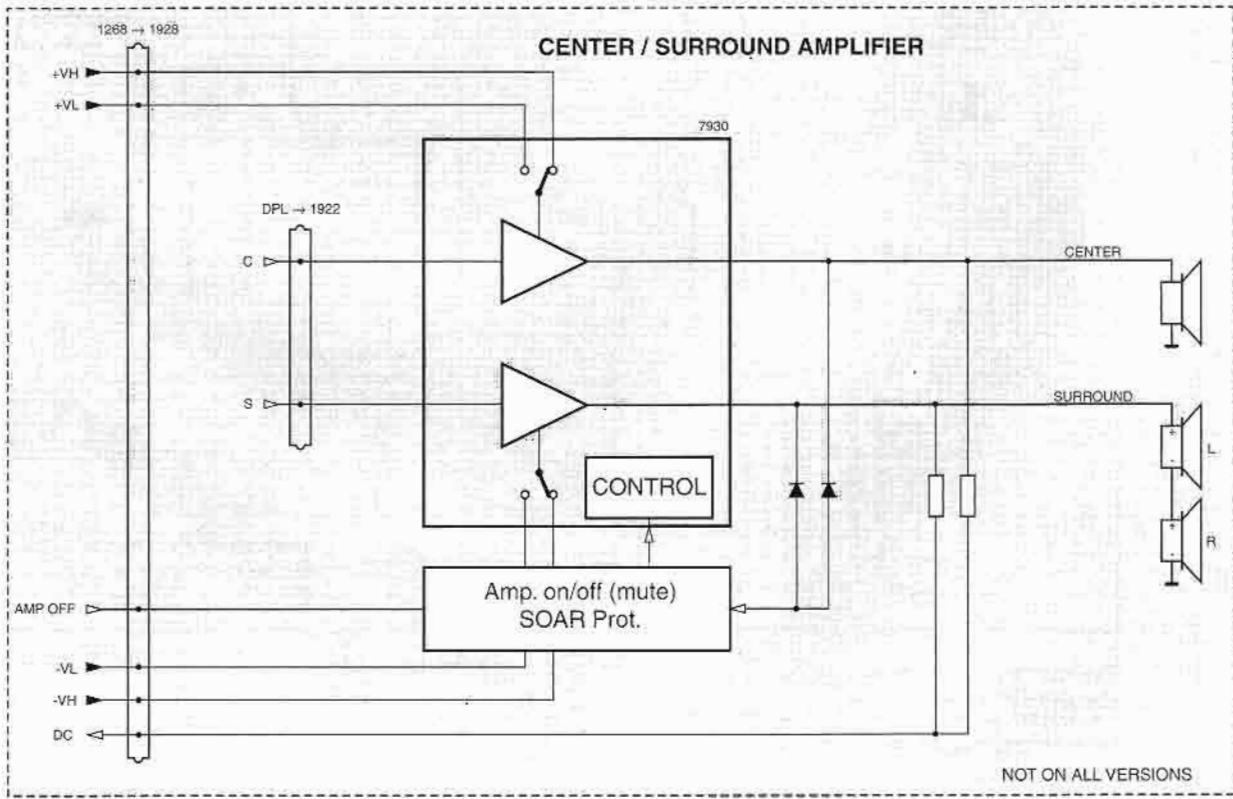 1268 → 1928
CENTER / SURROUND AMPLIFIER
+VH
+VL
7930
DPL → 1922
C
CENTER
S
SURROUND
+
-
L
CONTROL
+
-
R
Amp. on/off (mute)
SOAR Prot.
AMP OFF
-VL
-VH
DC
NOT ON ALL VERSIONS